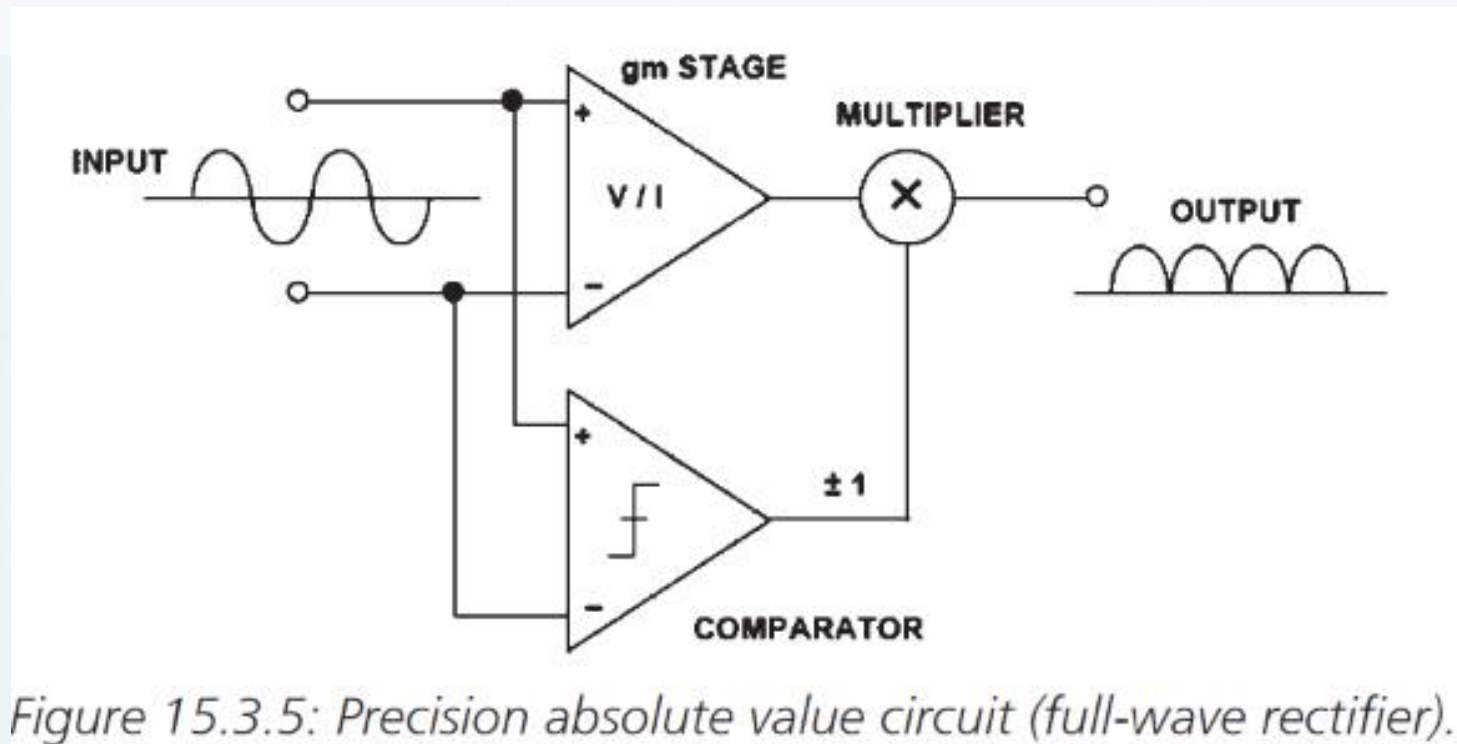 gm STAGE
MULTIPLIER
INPUT
+
V / I
×
OUTPUT
−
+
± 1
−
COMPARATOR
Figure 15.3.5: Precision absolute value circuit (full-wave rectifier).